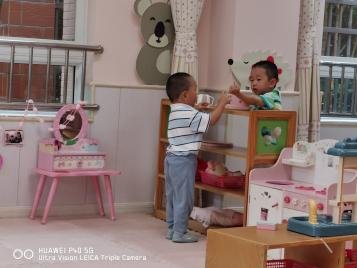 HUAWEI P40 5G
Ultra Vision LEICA Triple Camera